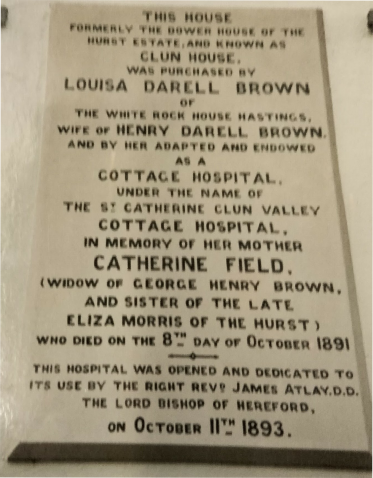 THIS HOUSE
FORMERLY THE DOWER HOUSE OF THE
HURST ESTATE, AND KNOWN AS
CLUN HOUSE,
WAS PURCHASED BY
LOUISA DARELL BROWN
OF
THE WHITE ROCK HOUSE HASTINGS,
WIFE OF HENRY DARELL BROWN,
AND BY HER ADAPTED AND ENDOWED
AS A
COTTAGE HOSPITAL,
UNDER THE NAME OF
THE ST CATHERINE CLUN VALLEY
COTTAGE HOSPITAL,
IN MEMORY OF HER MOTHER
CATHERINE FIELD,
(WIDOW OF GEORGE HENRY BROWN,
AND SISTER OF THE LATE
ELIZA MORRIS OF THE HURST)
WHO DIED ON THE 8TH DAY OF OCTOBER 1891
THIS HOSPITAL WAS OPENED AND DEDICATED TO
ITS USE BY THE RIGHT REVD JAMES ATLAY.D.D.
THE LORD BISHOP OF HEREFORD,
ON OCTOBER 11TH 1893.